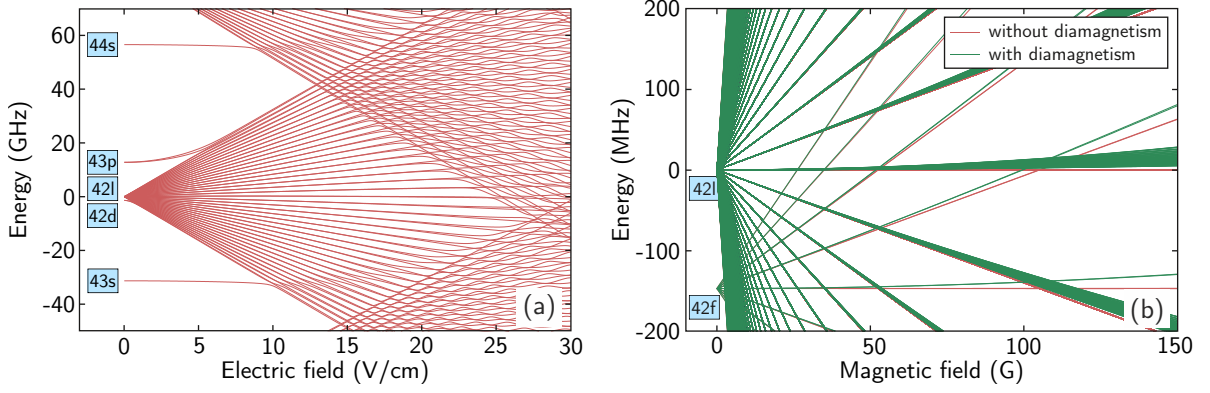 44s
43p
42l
42d
43s
60
40
20
0
-20
-40
Energy (GHz)
0
5
10
15
20
25
30
Electric field (V/cm)
(a)
200
100
0
-100
-200
Energy (MHz)
42l
42f
without diamagnetism
with diamagnetism
0
50
100
150
Magnetic field (G)
(b)